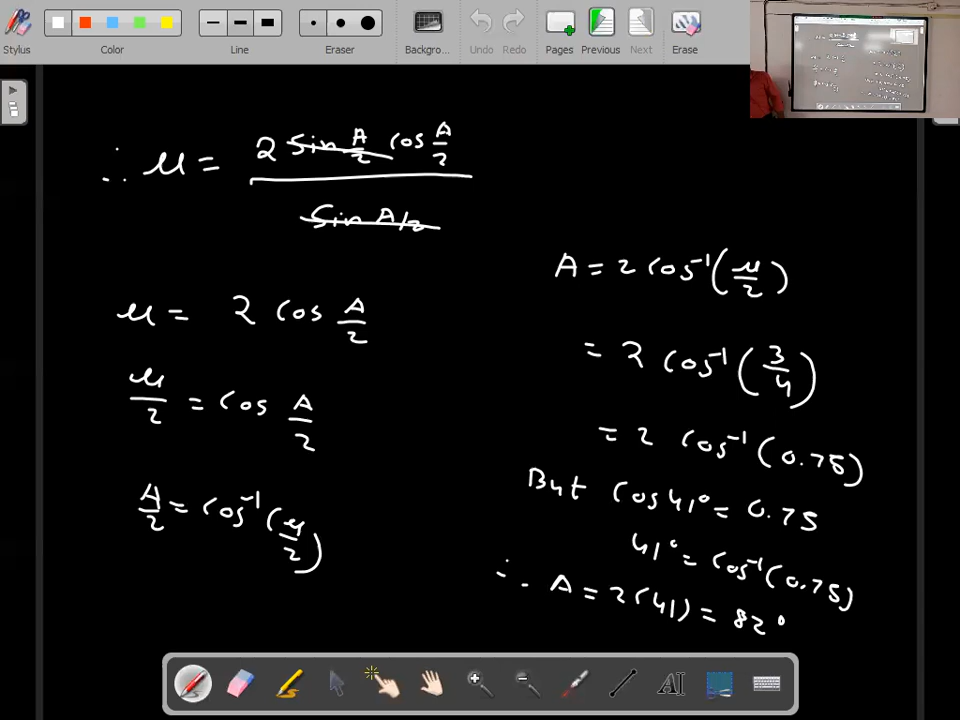 Stylus
Color
Line
Eraser
Backgro...
Undo
Redo
Pages
Previous
Next
Erase
∴ μ = 2 sin A/2 cos A/2 / sin A/2
μ = 2 cos A/2
μ/2 = cos A/2
A/2 = cos⁻¹(μ/2)
A = 2 cos⁻¹(μ/2)
= 2 cos⁻¹(3/4)
= 2 cos⁻¹(0.75)
But cos 41° = 0.75
41° = cos⁻¹(0.75)
∴ A = 2(41) = 82°
AI